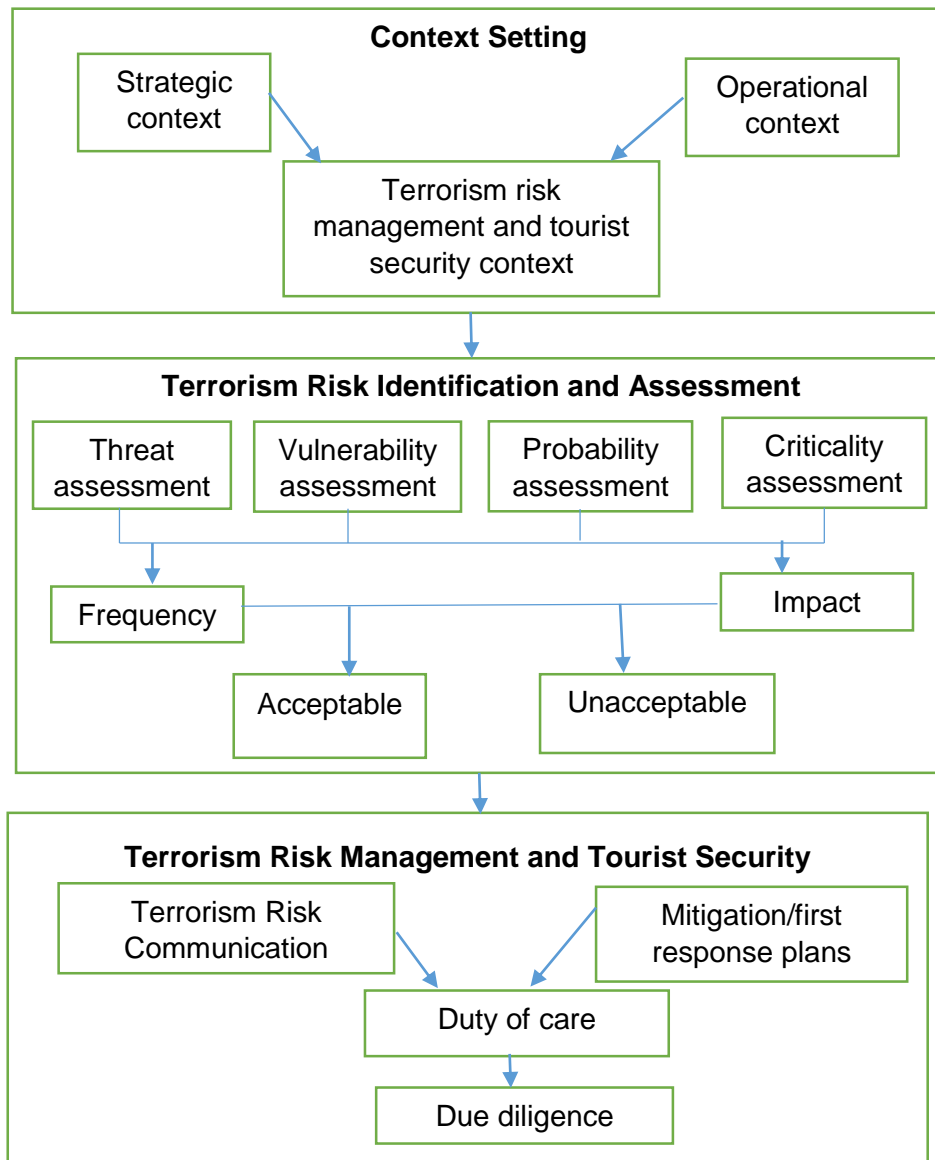 Context Setting
Strategic
context
Operational
context
Terrorism risk
management and tourist
security context
Terrorism Risk Identification and Assessment
Threat
assessment
Vulnerability
assessment
Probability
assessment
Criticality
assessment
Frequency
Impact
Acceptable
Unacceptable
Terrorism Risk Management and Tourist Security
Terrorism Risk
Communication
Mitigation/first
response plans
Duty of care
Due diligence